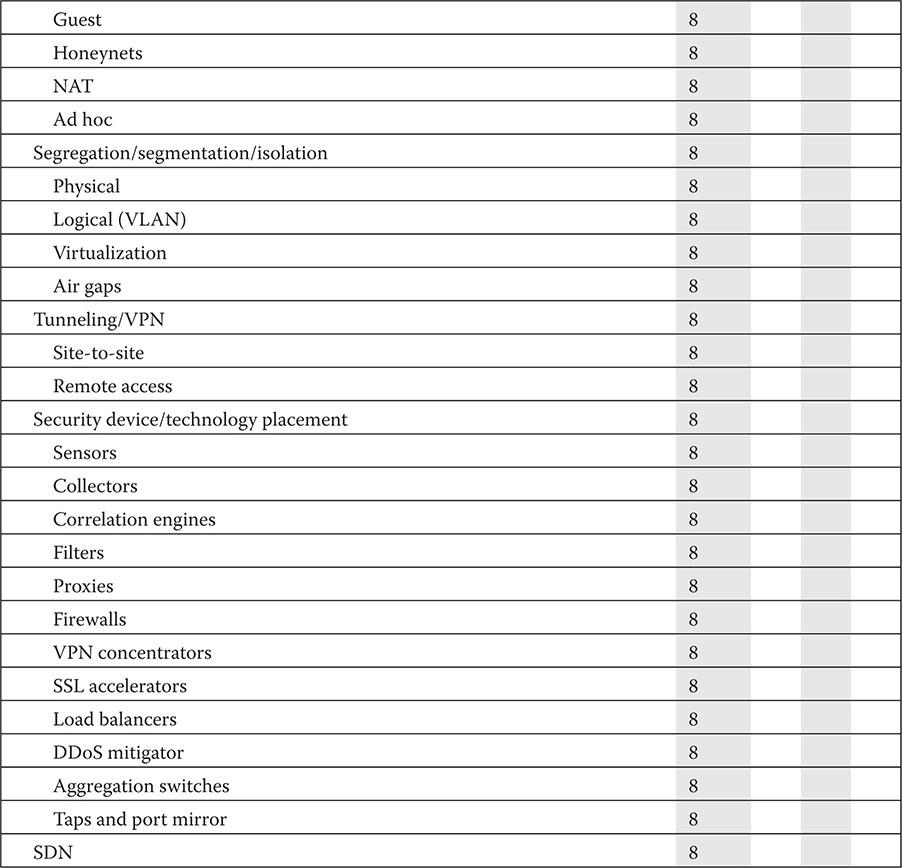 Guest 8
Honeynets 8
NAT 8
Ad hoc 8
Segregation/segmentation/isolation 8
Physical 8
Logical (VLAN) 8
Virtualization 8
Air gaps 8
Tunneling/VPN 8
Site-to-site 8
Remote access 8
Security device/technology placement 8
Sensors 8
Collectors 8
Correlation engines 8
Filters 8
Proxies 8
Firewalls 8
VPN concentrators 8
SSL accelerators 8
Load balancers 8
DDoS mitigator 8
Aggregation switches 8
Taps and port mirror 8
SDN 8